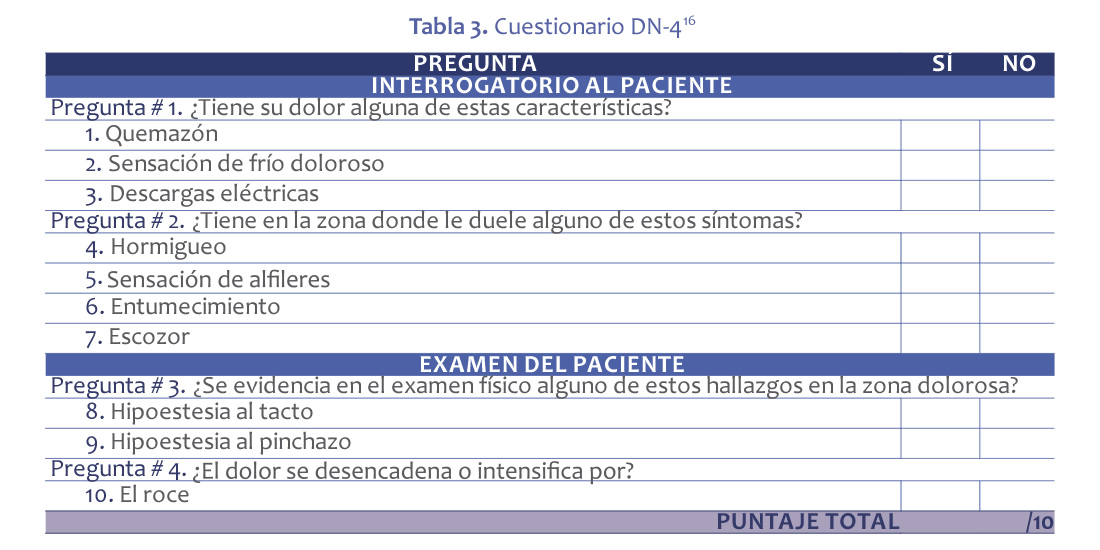 Tabla 3. Cuestionario DN-4¹⁶
PREGUNTA SÍ NO
INTERROGATORIO AL PACIENTE
Pregunta # 1. ¿Tiene su dolor alguna de estas características?
1. Quemazón
2. Sensación de frío doloroso
3. Descargas eléctricas
Pregunta # 2. ¿Tiene en la zona donde le duele alguno de estos síntomas?
4. Hormigueo
5. Sensación de alfileres
6. Entumecimiento
7. Escozor
EXAMEN DEL PACIENTE
Pregunta # 3. ¿Se evidencia en el examen físico alguno de estos hallazgos en la zona dolorosa?
8. Hipoestesia al tacto
9. Hipoestesia al pinchazo
Pregunta # 4. ¿El dolor se desencadena o intensifica por?
10. El roce
PUNTAJE TOTAL /10